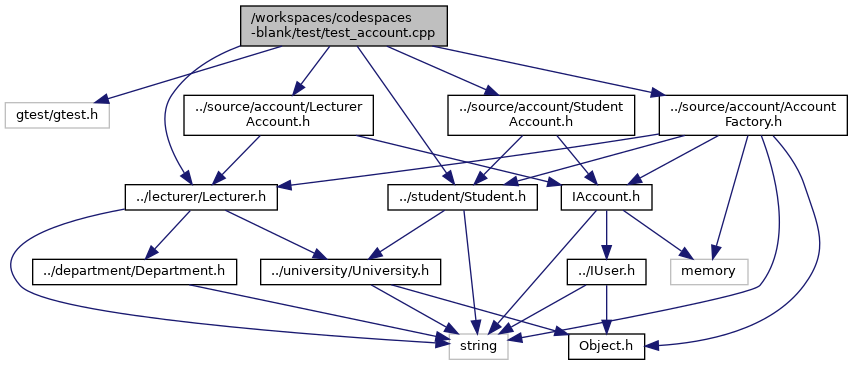 /workspaces/codespaces
-blank/test/test_account.cpp
gtest/gtest.h
../source/account/Lecturer
Account.h
../source/account/Student
Account.h
../source/account/Account
Factory.h
../lecturer/Lecturer.h
../student/Student.h
IAccount.h
../department/Department.h
../university/University.h
../IUser.h
memory
string
Object.h